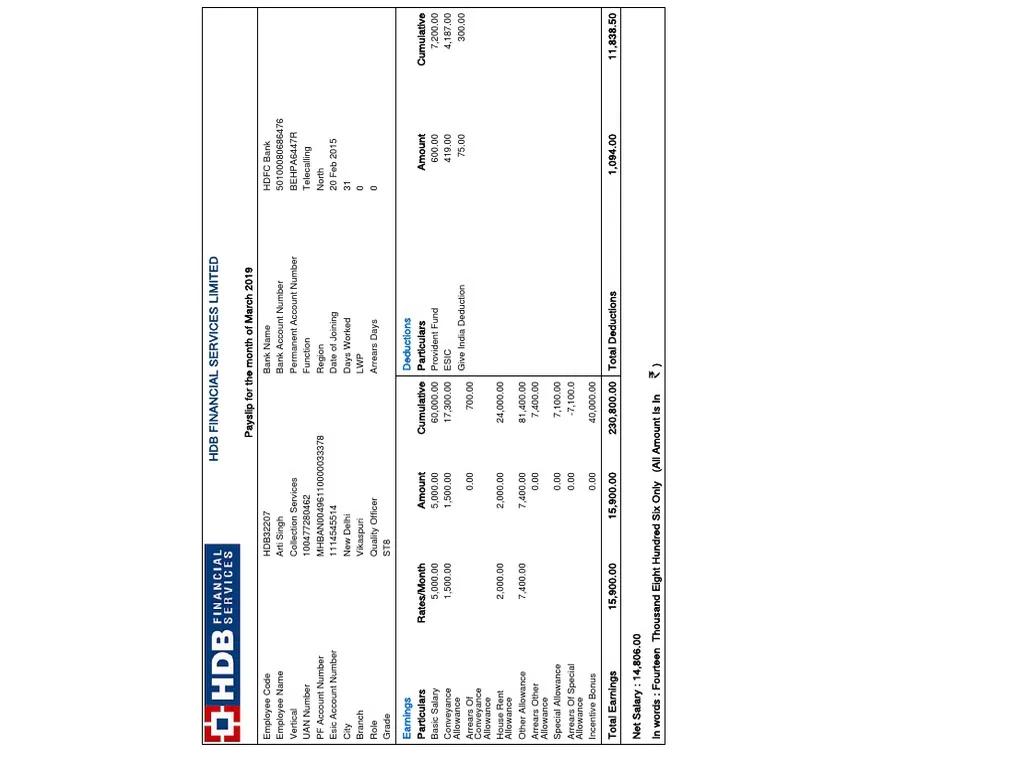 HDB FINANCIAL SERVICES
HDB FINANCIAL SERVICES LIMITED
Payslip for the month of March 2019
Employee Code HDB32207 Bank Name HDFC Bank
Employee Name Arti Singh Bank Account Number 50100080686476
Vertical Collection Services Permanent Account Number BEHPA6447R
UAN Number 100477280462 Function Telecalling
PF Account Number MHBAN00496110000033378 Region North
Esic Account Number 1114545514 Date of Joining 20 Feb 2015
City New Delhi Days Worked 31
Branch Vikaspuri LWP 0
Role Quality Officer Arrears Days 0
Grade ST8
Earnings Deductions
Particulars Rates/Month Amount Cumulative Particulars Amount Cumulative
Basic Salary 5,000.00 5,000.00 60,000.00 Provident Fund 600.00 7,200.00
Conveyance Allowance 1,500.00 1,500.00 17,300.00 ESIC 419.00 4,187.00
Arrears Of Conveyance Allowance 0.00 700.00 Give India Deduction 75.00 300.00
House Rent Allowance 2,000.00 2,000.00 24,000.00
Other Allowance 7,400.00 7,400.00 81,400.00
Arrears Other Allowance 0.00 7,400.00
Special Allowance 0.00 7,100.00
Arrears Of Special Allowance 0.00 -7,100.0
Incentive Bonus 0.00 40,000.00
Total Earnings 15,900.00 15,900.00 230,800.00 Total Deductions 1,094.00 11,838.50
Net Salary : 14,806.00
In words : Fourteen Thousand Eight Hundred Six Only (All Amount Is In ₹ )